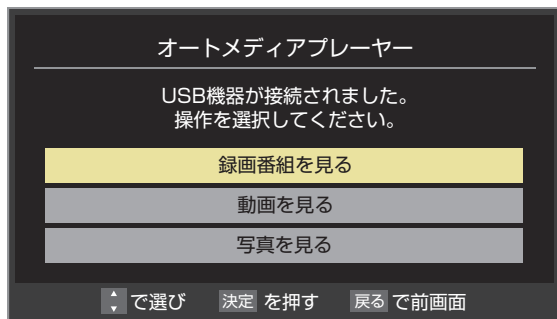 オートメディアプレーヤー
USB機器が接続されました。
操作を選択してください。
録画番組を見る
動画を見る
写真を見る
で選び 決定 を押す 戻る で前画面